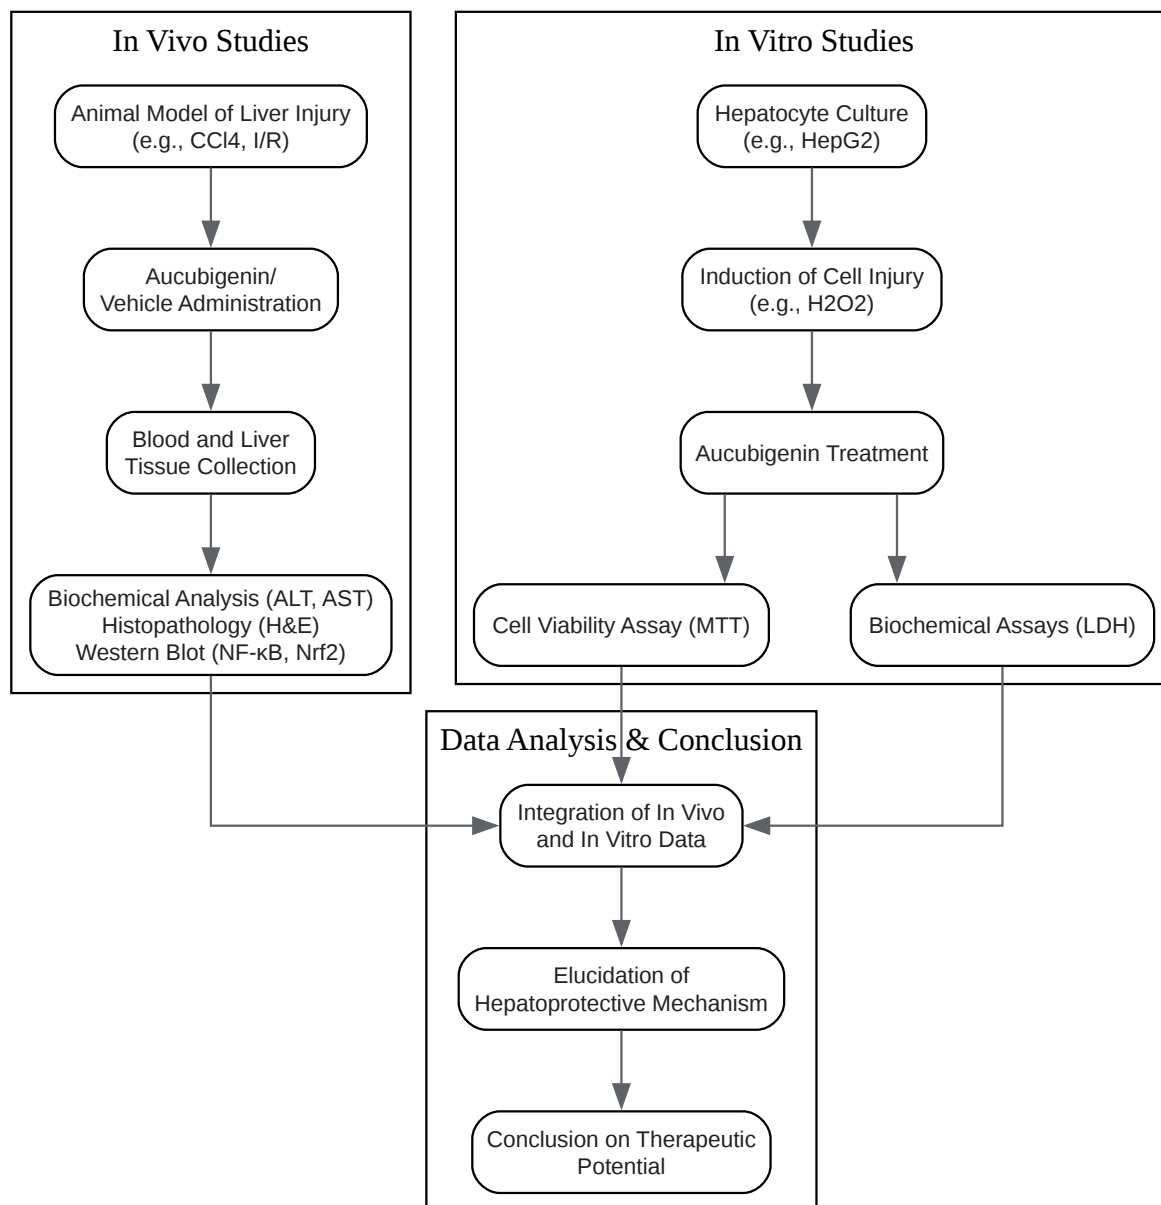 In Vivo Studies
Animal Model of Liver Injury
(e.g., CCl4, I/R)
Aucubigenin/
Vehicle Administration
Blood and Liver
Tissue Collection
Biochemical Analysis (ALT, AST)
Histopathology (H&E)
Western Blot (NF-κB, Nrf2)
In Vitro Studies
Hepatocyte Culture
(e.g., HepG2)
Induction of Cell Injury
(e.g., H2O2)
Aucubigenin Treatment
Cell Viability Assay (MTT)
Biochemical Assays (LDH)
Data Analysis & Conclusion
Integration of In Vivo
and In Vitro Data
Elucidation of
Hepatoprotective Mechanism
Conclusion on Therapeutic
Potential